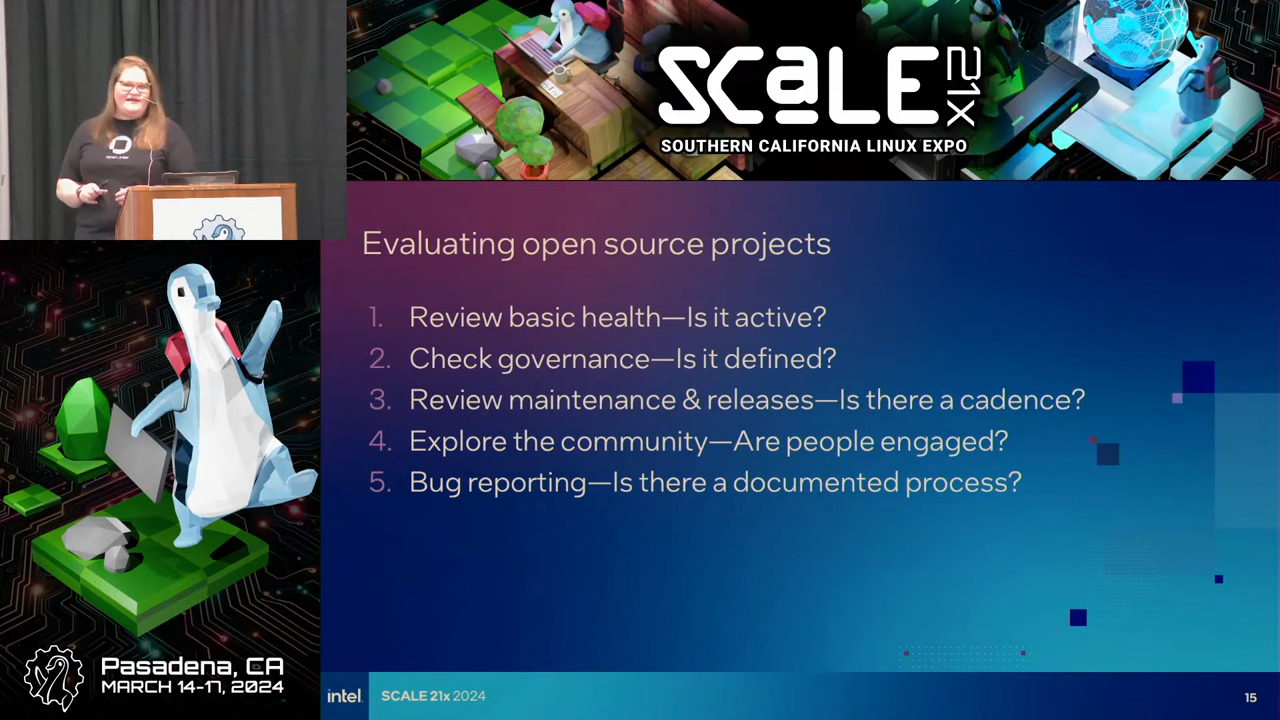 SCaLE 21x
SOUTHERN CALIFORNIA LINUX EXPO
Evaluating open source projects
1. Review basic health—Is it active?
2. Check governance—Is it defined?
3. Review maintenance & releases—Is there a cadence?
4. Explore the community—Are people engaged?
5. Bug reporting—Is there a documented process?
Pasadena, CA
MARCH 14-17, 2024
intel
SCALE 21x 2024
15